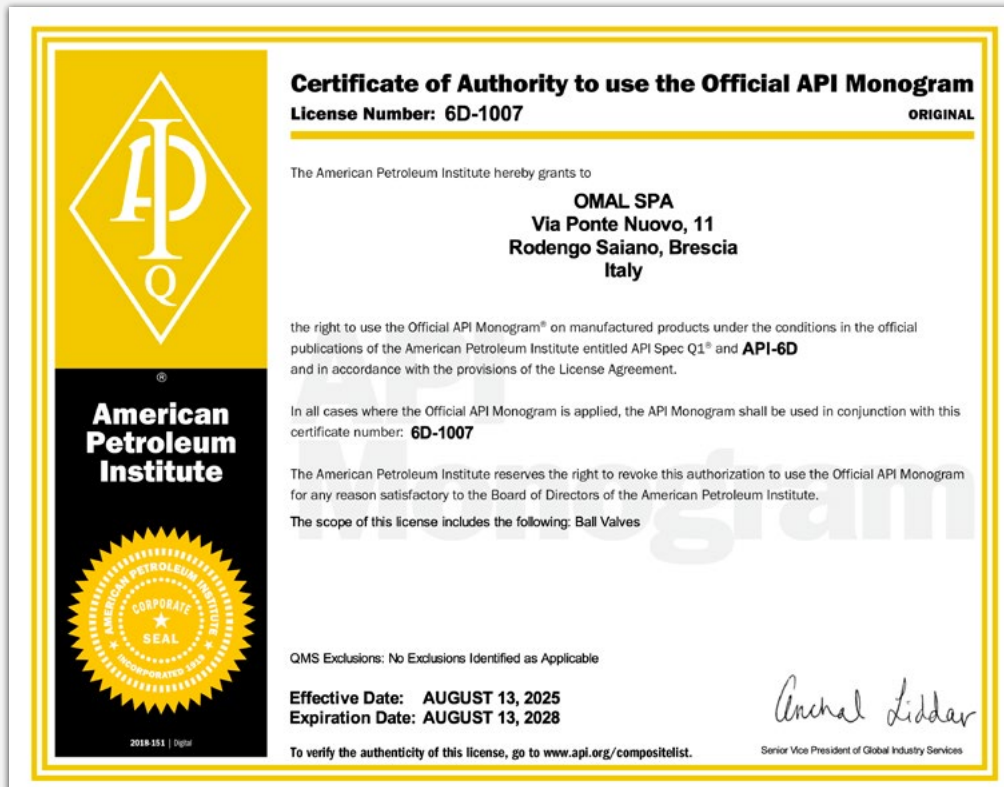 Certificate of Authority to use the Official API Monogram
License Number: 6D-1007
ORIGINAL
The American Petroleum Institute hereby grants to
OMAL SPA
Via Ponte Nuovo, 11
Rodengo Saiano, Brescia
Italy
the right to use the Official API Monogram® on manufactured products under the conditions in the official
publications of the American Petroleum Institute entitled API Spec Q1® and API-6D
and in accordance with the provisions of the License Agreement.
In all cases where the Official API Monogram is applied, the API Monogram shall be used in conjunction with this
certificate number: 6D-1007
The American Petroleum Institute reserves the right to revoke this authorization to use the Official API Monogram
for any reason satisfactory to the Board of Directors of the American Petroleum Institute.
The scope of this license includes the following: Ball Valves
API
Monogram
QMS Exclusions: No Exclusions Identified as Applicable
Effective Date: AUGUST 13, 2025
Expiration Date: AUGUST 13, 2028
To verify the authenticity of this license, go to www.api.org/compositelist.
Anchal Liddar
Senior Vice President of Global Industry Services
API
Q
®
American
Petroleum
Institute
AMERICAN PETROLEUM INSTITUTE
CORPORATE
SEAL
INCORPORATED 1919
2018-151 | Digital